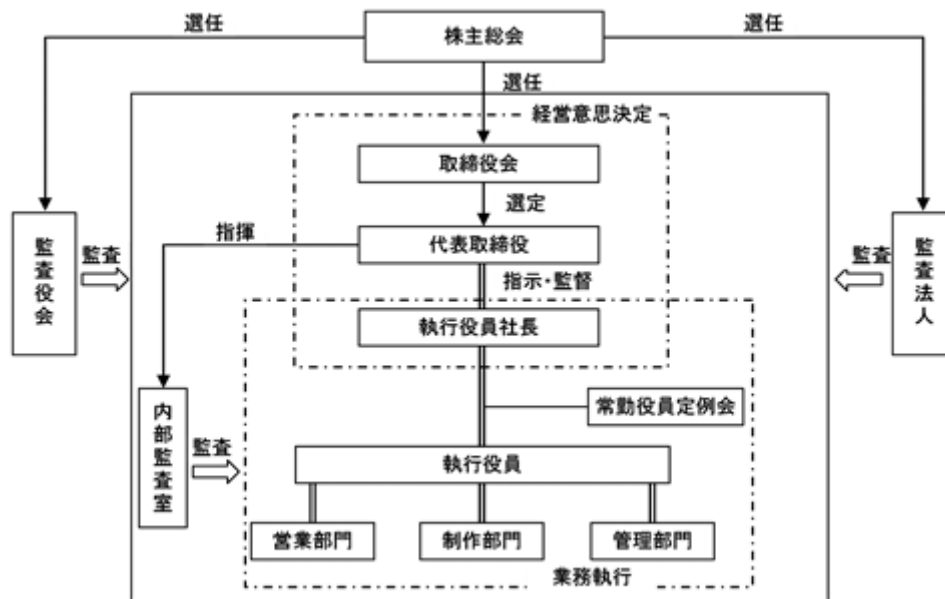 選任
株主総会
選任
選任
経営意思決定
取締役会
選定
指揮
代表取締役
監査役会
監査
監査
監査法人
指示・監督
執行役員社長
常勤役員定例会
内部監査室
監査
執行役員
営業部門
制作部門
管理部門
業務執行